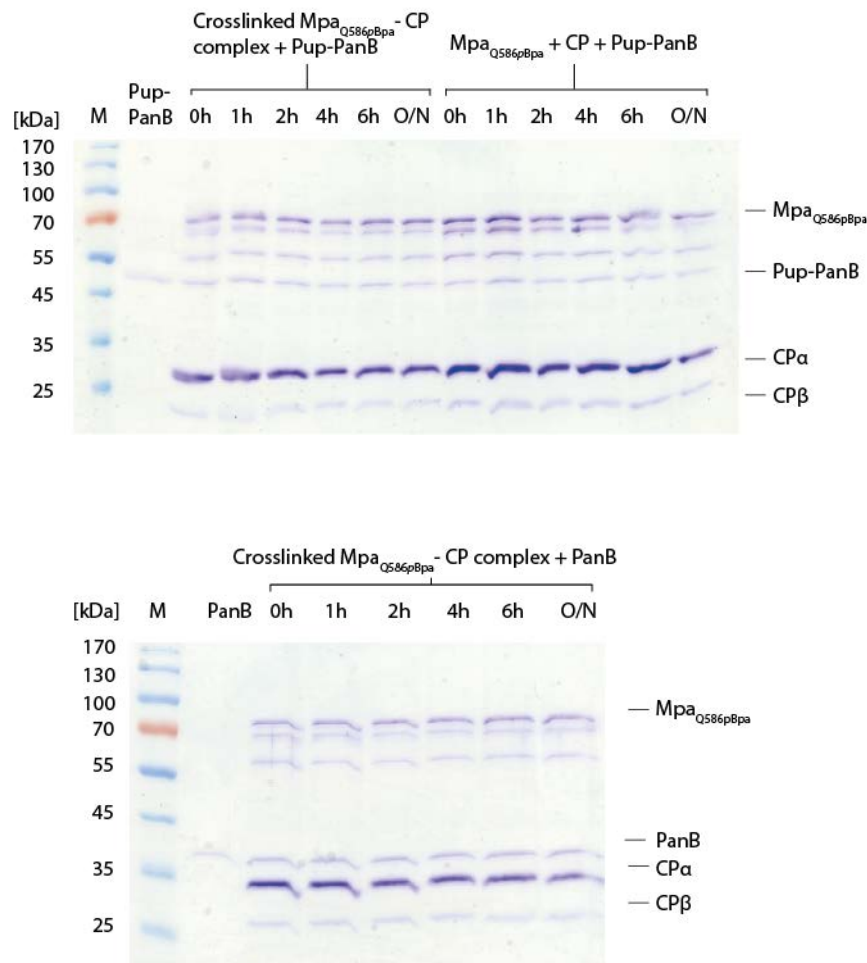 Crosslinked MpaQ586pBpa- CP
complex + Pup-PanB
MpaQ586pBpa + CP + Pup-PanB
Pup-
PanB
[kDa] M 0h 1h 2h 4h 6h O/N 0h 1h 2h 4h 6h O/N
170
130
100
70
55
45
35
25
MpaQ586pBpa
Pup-PanB
CPα
CPβ
Crosslinked MpaQ586pBpa- CP complex + PanB
[kDa] M PanB 0h 1h 2h 4h 6h O/N
170
130
100
70
55
45
35
25
MpaQ586pBpa
PanB
CPα
CPβ